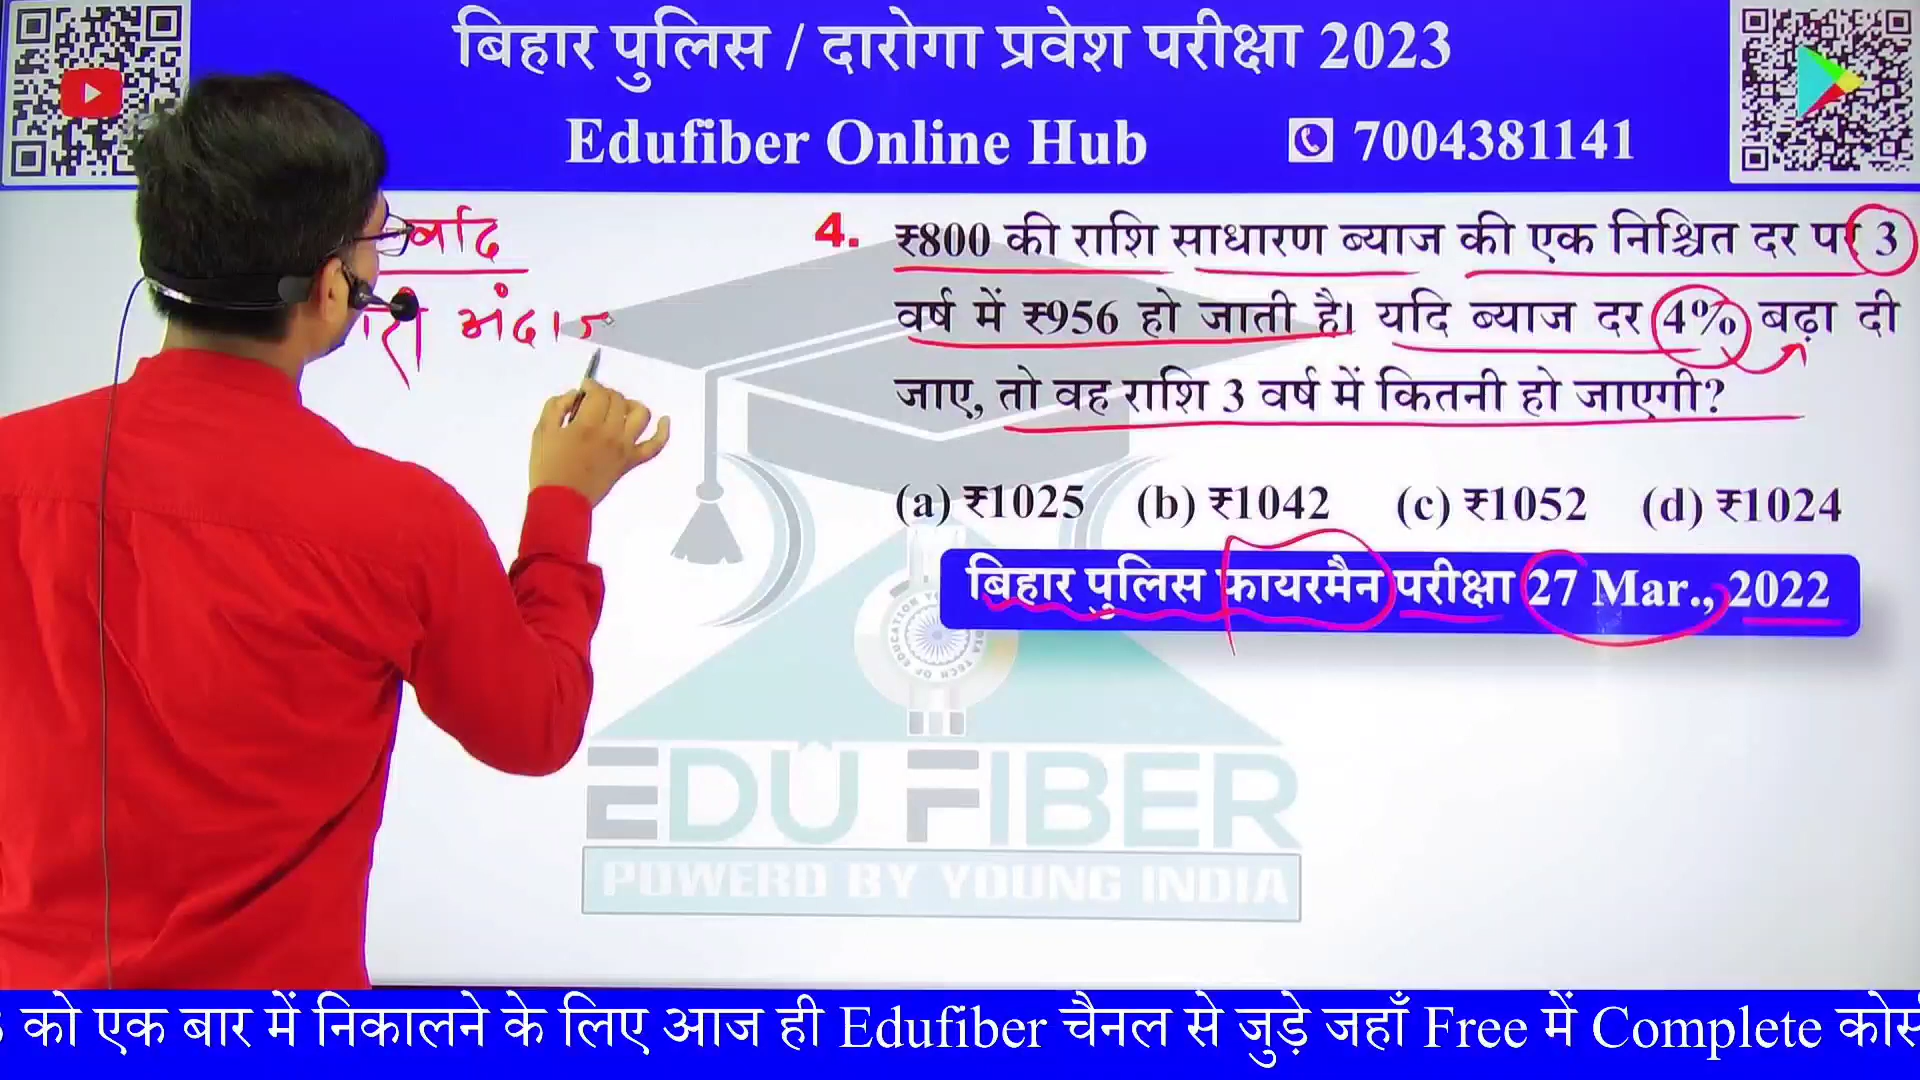 बिहार पुलिस / दारोगा प्रवेश परीक्षा 2023
Edufiber Online Hub
7004381141
4. ₹800 की राशि साधारण ब्याज की एक निश्चित दर पर 3
वर्ष में ₹956 हो जाती है। यदि ब्याज दर 4% बढ़ा दी
जाए, तो वह राशि 3 वर्ष में कितनी हो जाएगी?
(a) ₹1025 (b) ₹1042 (c) ₹1052 (d) ₹1024
बिहार पुलिस फायरमैन परीक्षा 27 Mar., 2022
EDU FIBER
POWERD BY YOUNG INDIA
को एक बार में निकालने के लिए आज ही Edufiber चैनल से जुड़े जहाँ Free में Complete